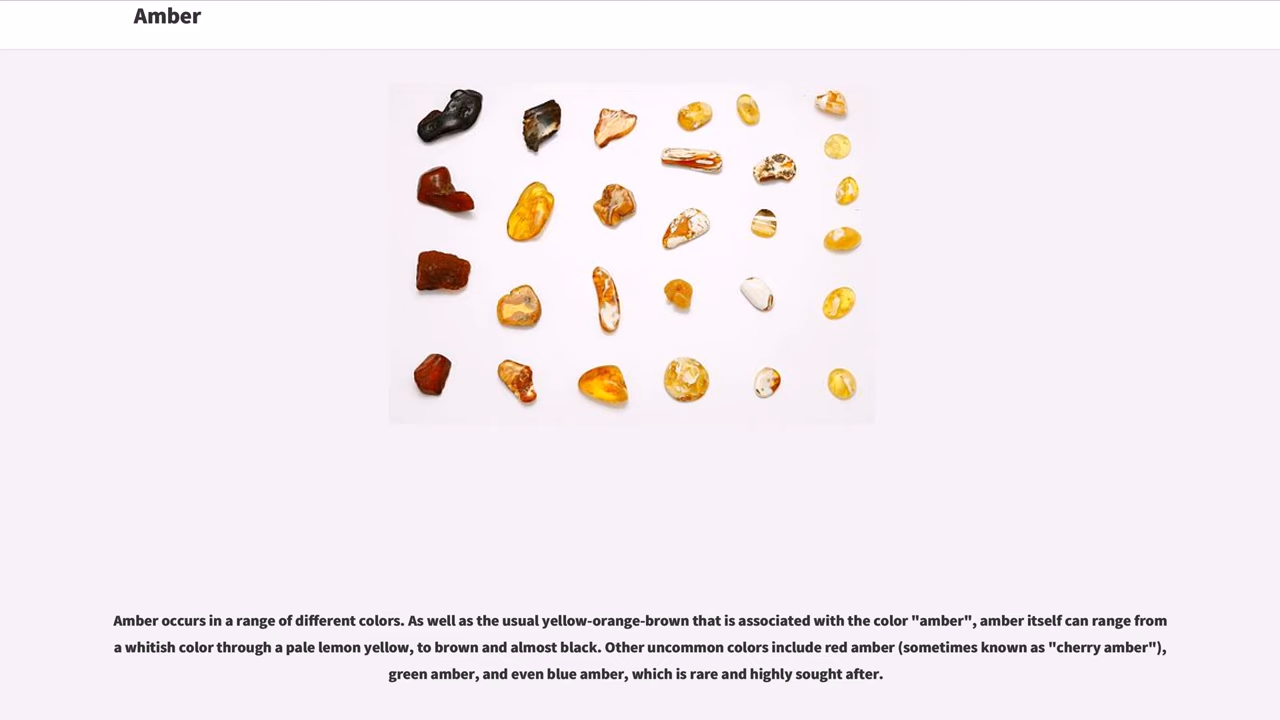 Amber
Amber occurs in a range of different colors. As well as the usual yellow-orange-brown that is associated with the color "amber", amber itself can range from
a whitish color through a pale lemon yellow, to brown and almost black. Other uncommon colors include red amber (sometimes known as "cherry amber"),
green amber, and even blue amber, which is rare and highly sought after.